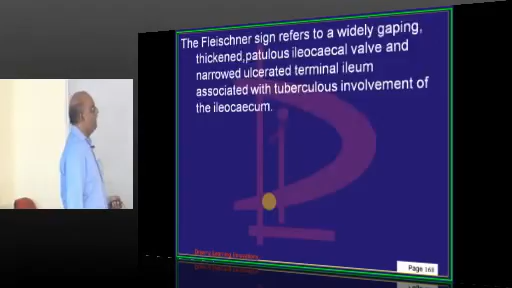 The Fleischner sign refers to a widely gaping,
thickened,patulous ileocaecal valve and
narrowed ulcerated terminal ileum
associated with tuberculous involvement of
the ileocaecum.
Page 168